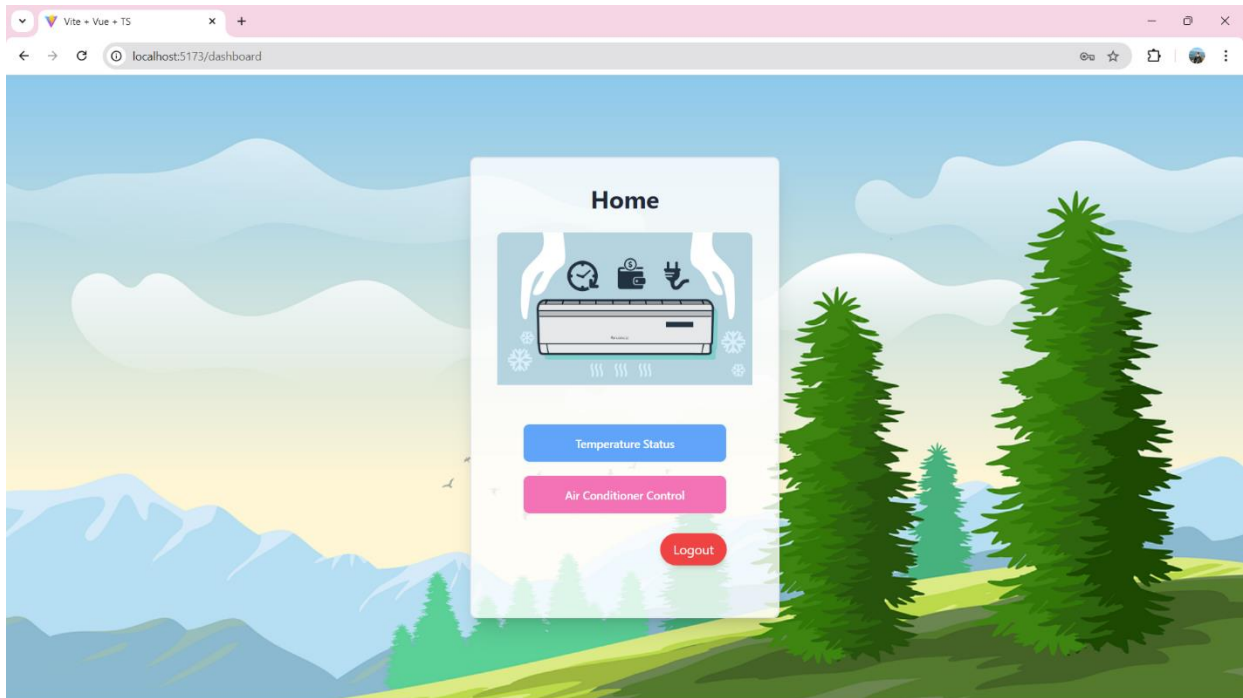 Vite + Vue + TS
localhost:5173/dashboard
Home
$
Temperature Status
Air Conditioner Control
Logout